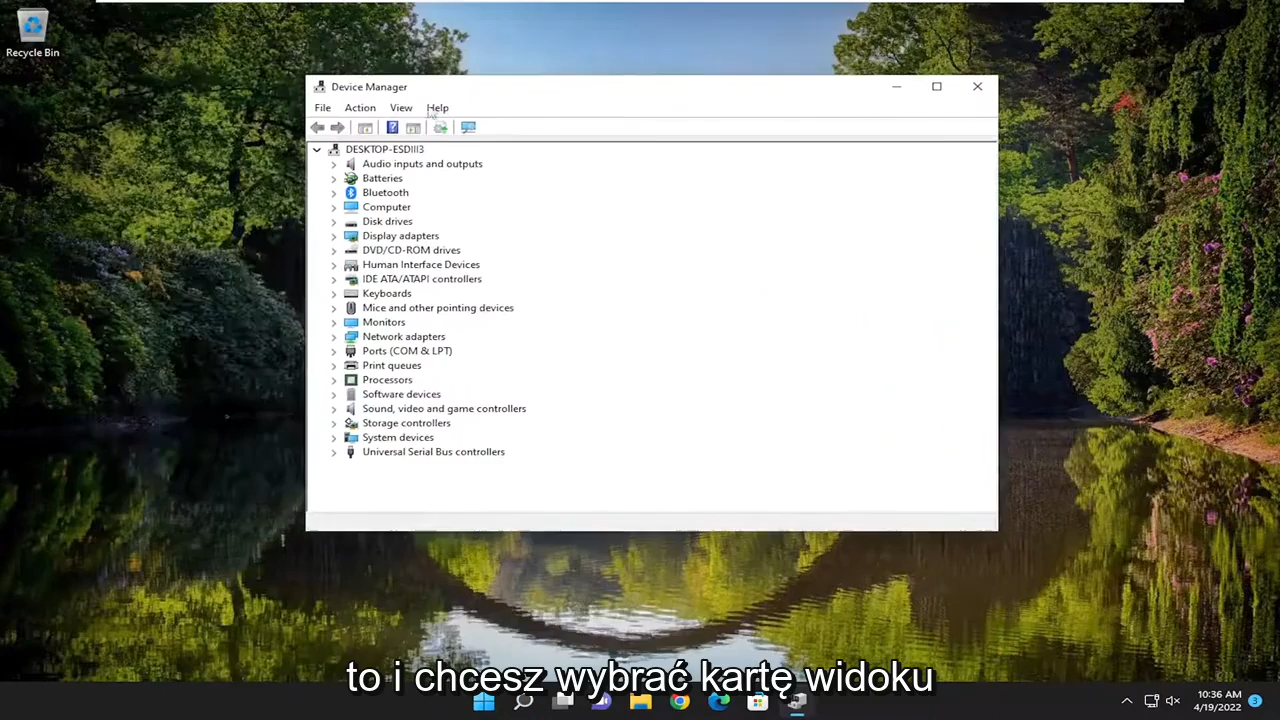 Recycle Bin
Device Manager
File Action View Help
DESKTOP-ESDIII3
Audio inputs and outputs
Batteries
Bluetooth
Computer
Disk drives
Display adapters
DVD/CD-ROM drives
Human Interface Devices
IDE ATA/ATAPI controllers
Keyboards
Mice and other pointing devices
Monitors
Network adapters
Ports (COM & LPT)
Print queues
Processors
Software devices
Sound, video and game controllers
Storage controllers
System devices
Universal Serial Bus controllers
to i chcesz wybrać kartę widoku
10:36 AM
4/19/2022
3